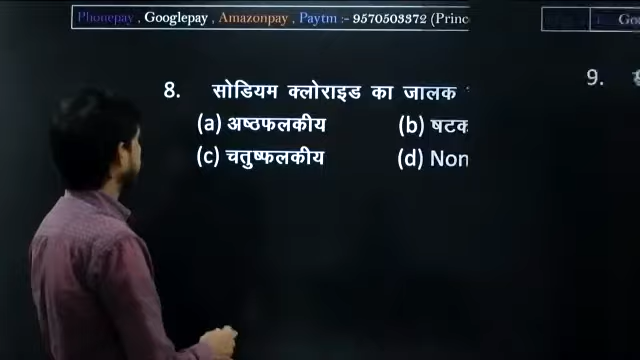 Phonepay , Googlepay , Amazonpay , Paytm :- 9570503372 (Princ
8. सोडियम क्लोराइड का जालक
(a) अष्ठफलकीय (b) षटक
(c) चतुष्फलकीय (d) Non
9.